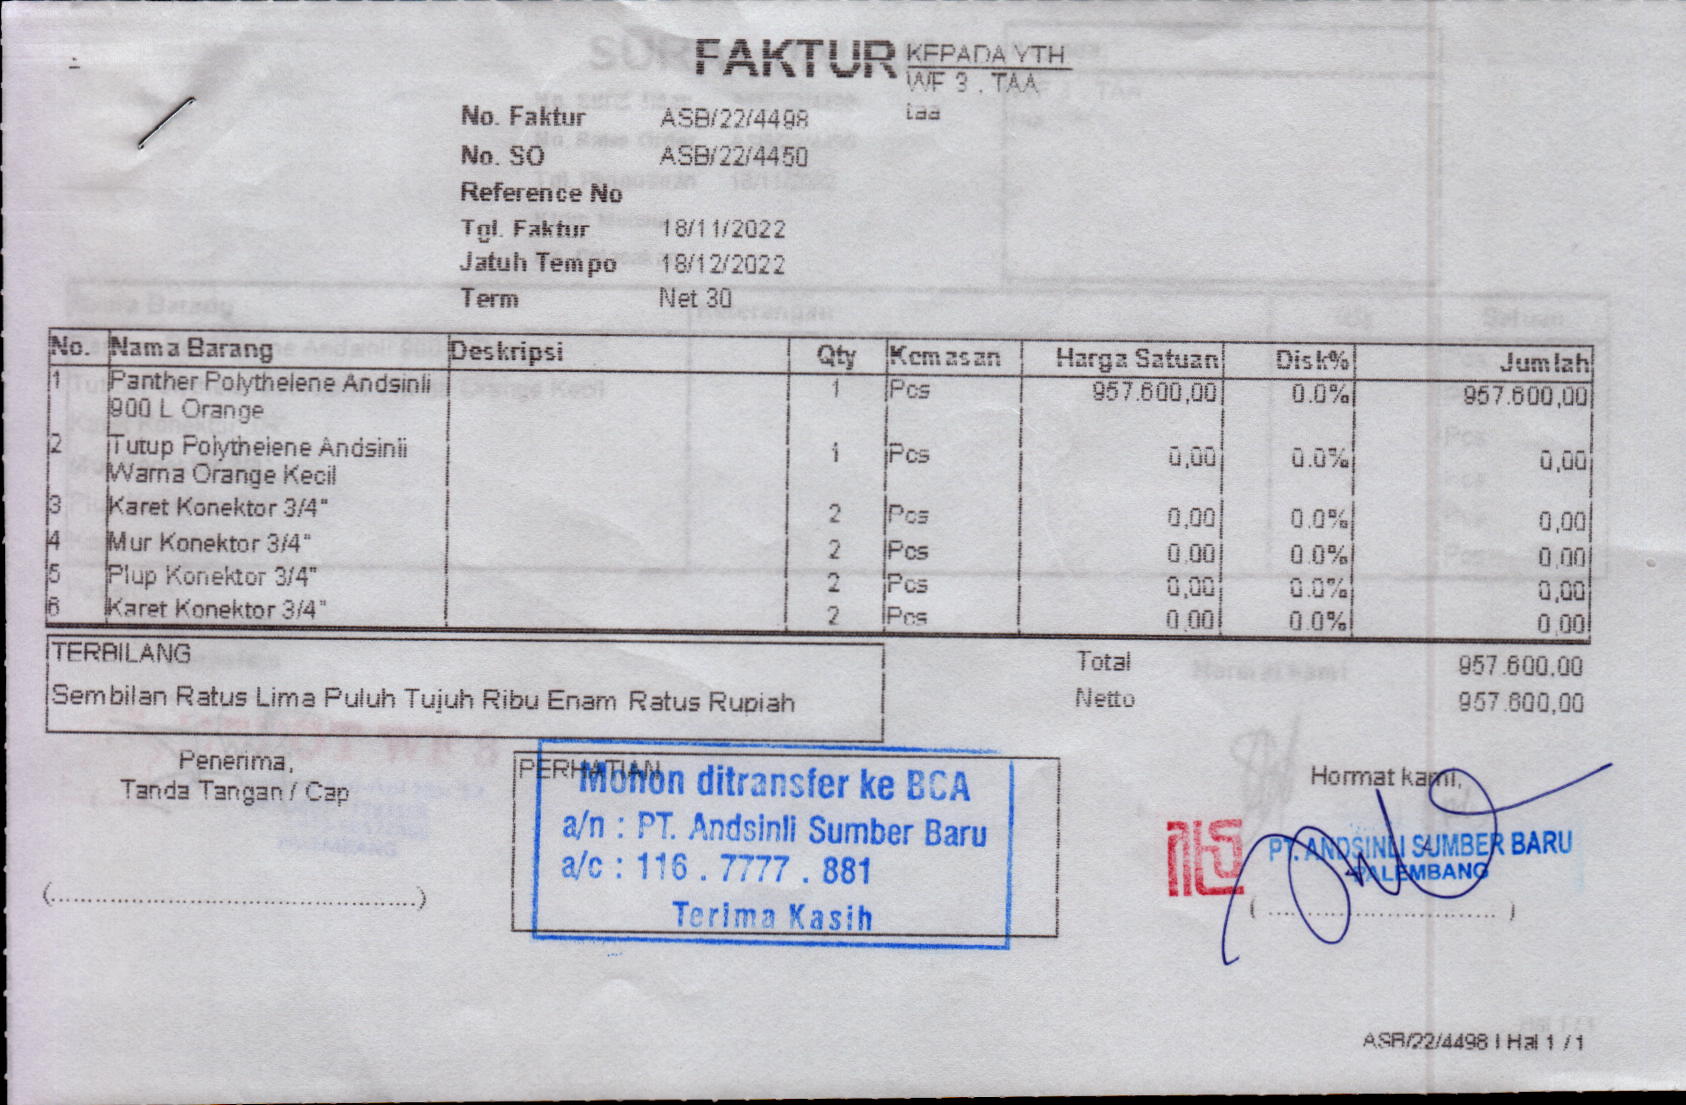 FAKTUR
KEPADA YTH
WF 3 . TAA
taa
No. Faktur ASB/22/4498
No. SO ASB/22/4450
Reference No
Tgl. Faktur 18/11/2022
Jatuh Tempo 18/12/2022
Term Net 30
No. Nama Barang Deskripsi Qty Kemasan Harga Satuan Disk% Jumlah
1 Panther Polythelene Andsinli 1 Pcs 957.600,00 0.0% 957.600,00
900 L Orange
2 Tutup Polythelene Andsinli 1 Pcs 0,00 0.0% 0,00
Warna Orange Kecil
3 Karet Konektor 3/4" 2 Pcs 0,00 0.0% 0,00
4 Mur Konektor 3/4" 2 Pcs 0,00 0.0% 0,00
5 Plup Konektor 3/4" 2 Pcs 0,00 0.0% 0,00
6 Karet Konektor 3/4" 2 Pcs 0,00 0.0% 0,00
TERBILANG
Sembilan Ratus Lima Puluh Tujuh Ribu Enam Ratus Rupiah
Total 957.600,00
Netto 957.600,00
Penerima,
Tanda Tangan / Cap
(................................................)
PERHATIAN
Mohon ditransfer ke BCA
a/n : PT. Andsinli Sumber Baru
a/c : 116 . 7777 . 881
Terima Kasih
Hormat kami,
PT. ANDSINLI SUMBER BARU
PALEMBANG
( .............................. )
ASB/22/4498 | Hal 1 / 1